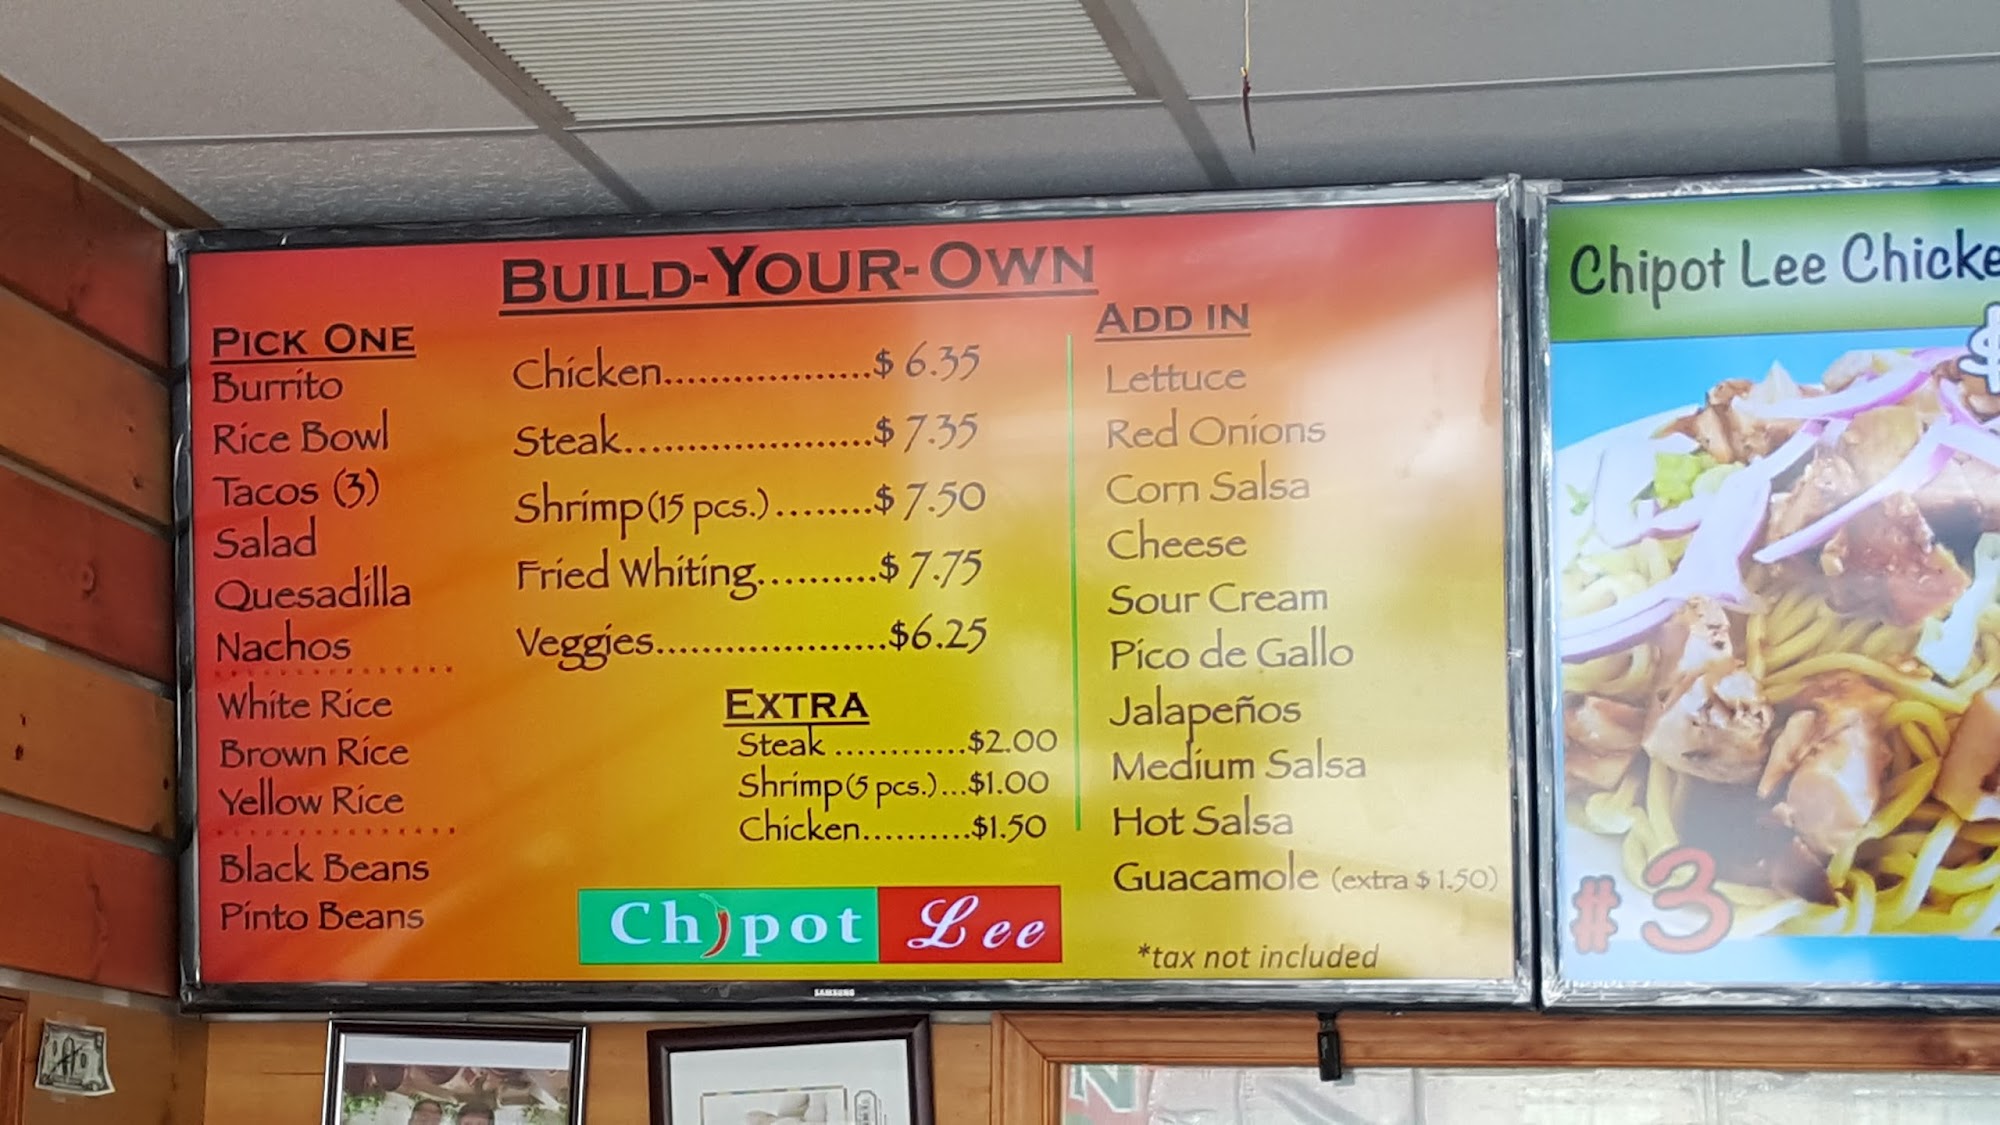 BUILD-YOUR-OWN
PICK ONE
Burrito
Rice Bowl
Tacos (3)
Salad
Quesadilla
Nachos
White Rice
Brown Rice
Yellow Rice
Black Beans
Pinto Beans
Chicken..................$ 6.35
Steak......................$ 7.35
Shrimp(15 pcs.).........$ 7.50
Fried Whiting..........$ 7.75
Veggies....................$6.25
EXTRA
Steak ............$2.00
Shrimp(5 pcs.)...$1.00
Chicken..........$1.50
Chipot Lee
ADD IN
Lettuce
Red Onions
Corn Salsa
Cheese
Sour Cream
Pico de Gallo
Jalapeños
Medium Salsa
Hot Salsa
Guacamole (extra $1.50)
*tax not included
SAMSUNG
Chipot Lee Chicke
$
#3
N